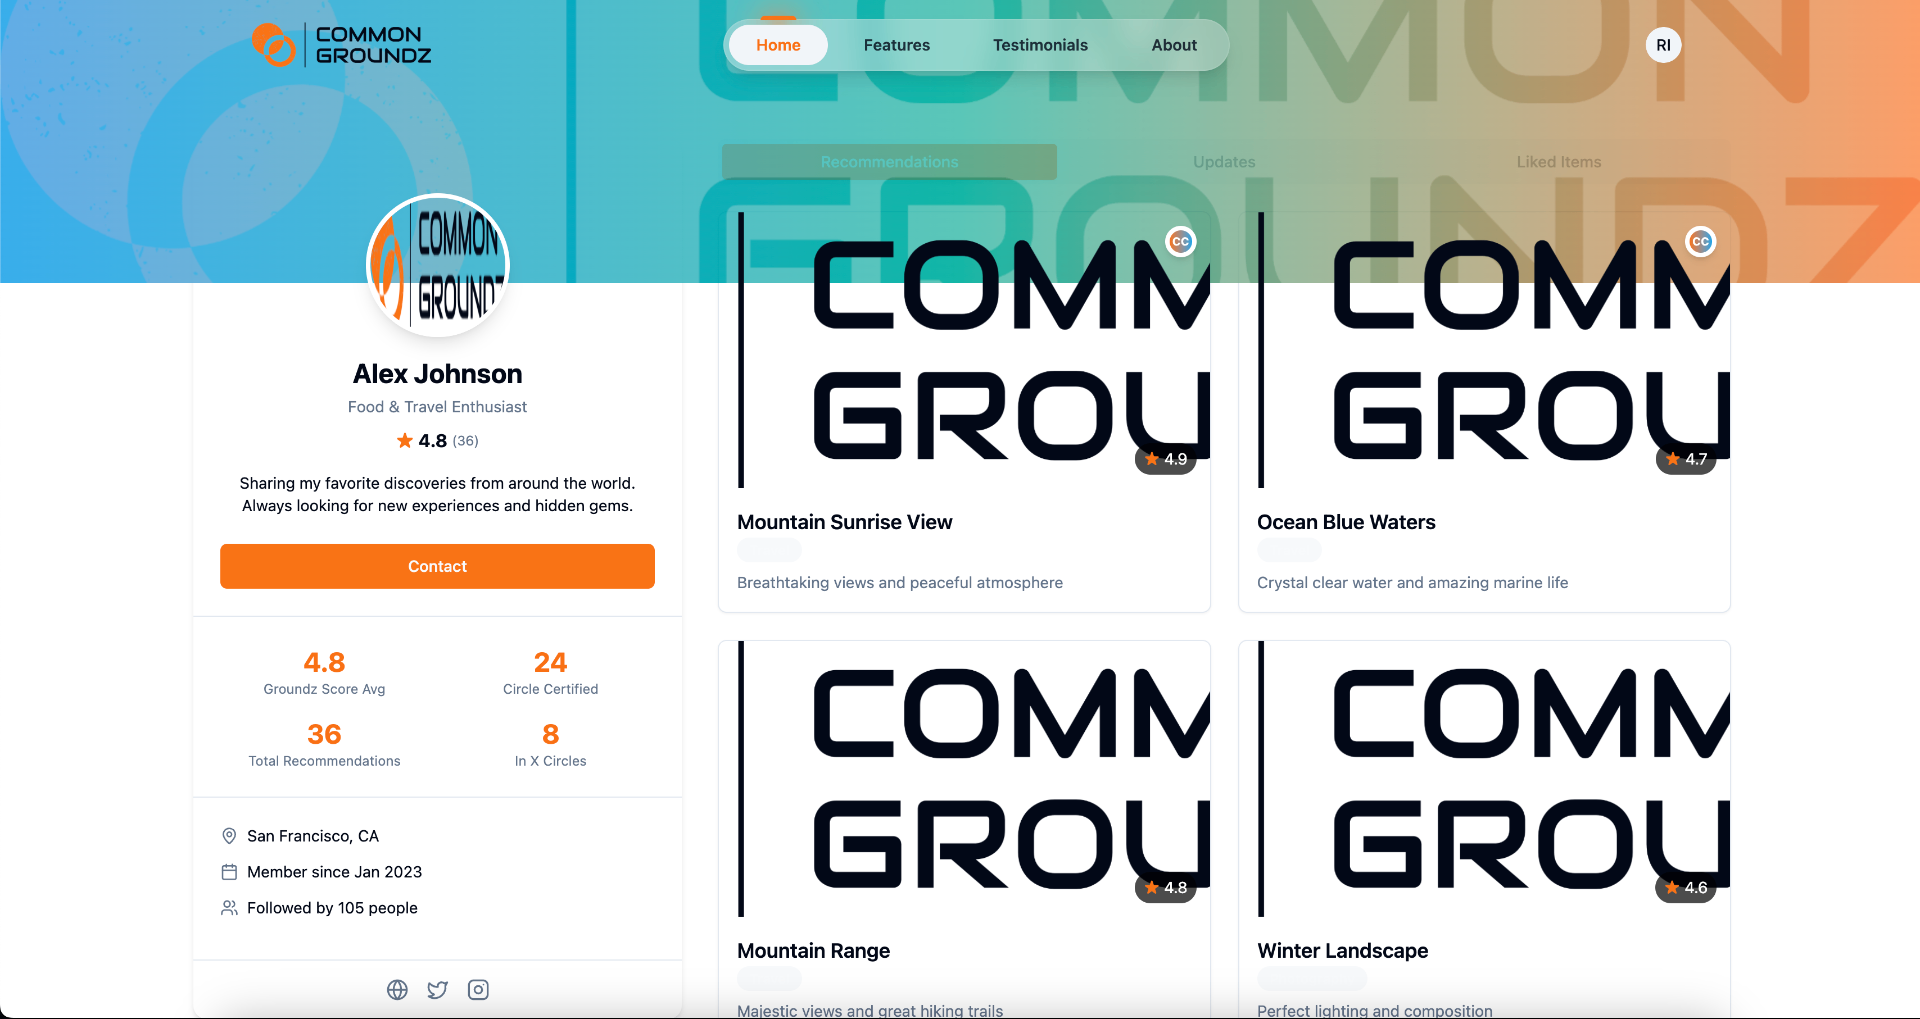 COMMON
GROUNDZ
Home
Features
Testimonials
About
RI
COMMON
GROUNDZ
Recommendations
Updates
Liked Items
COMMON
GROUNDZ
Alex Johnson
Food & Travel Enthusiast
4.8 (36)
Sharing my favorite discoveries from around the world.
Always looking for new experiences and hidden gems.
Contact
4.8
Groundz Score Avg
24
Circle Certified
36
Total Recommendations
8
In X Circles
San Francisco, CA
Member since Jan 2023
Followed by 105 people
COMM
GROU
CC
4.9
Mountain Sunrise View
Breathtaking views and peaceful atmosphere
COMM
GROU
CC
4.7
Ocean Blue Waters
Crystal clear water and amazing marine life
COMM
GROU
4.8
Mountain Range
Majestic views and great hiking trails
COMM
GROU
4.6
Winter Landscape
Perfect lighting and composition